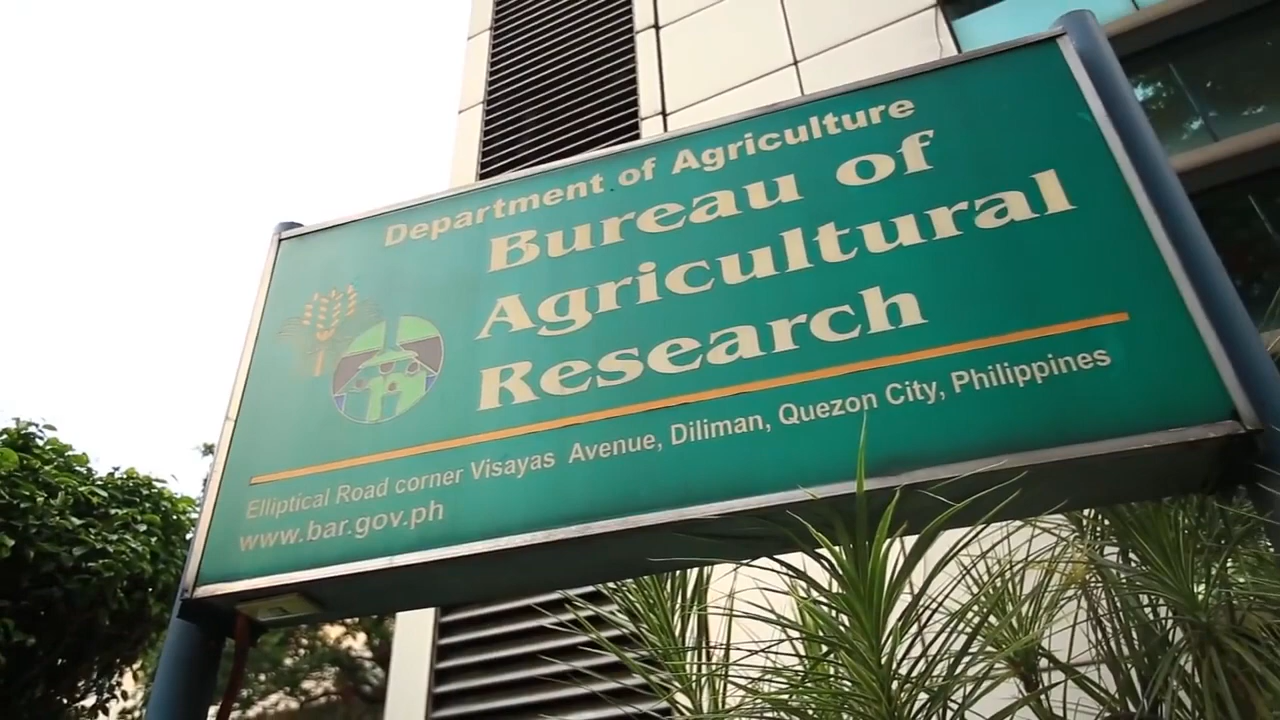 Department of Agriculture
Bureau of
Agricultural
Research
Elliptical Road corner Visayas Avenue, Diliman, Quezon City, Philippines
www.bar.gov.ph